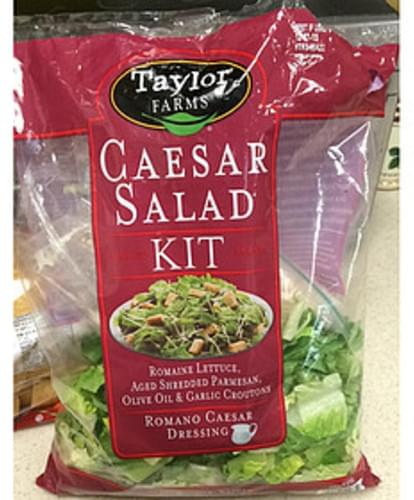 Taylor
FARMS
CAESAR
SALAD
KIT
ROMAINE LETTUCE,
AGED SHREDDED PARMESAN,
OLIVE OIL & GARLIC CROUTONS
ROMANO CAESAR
DRESSING